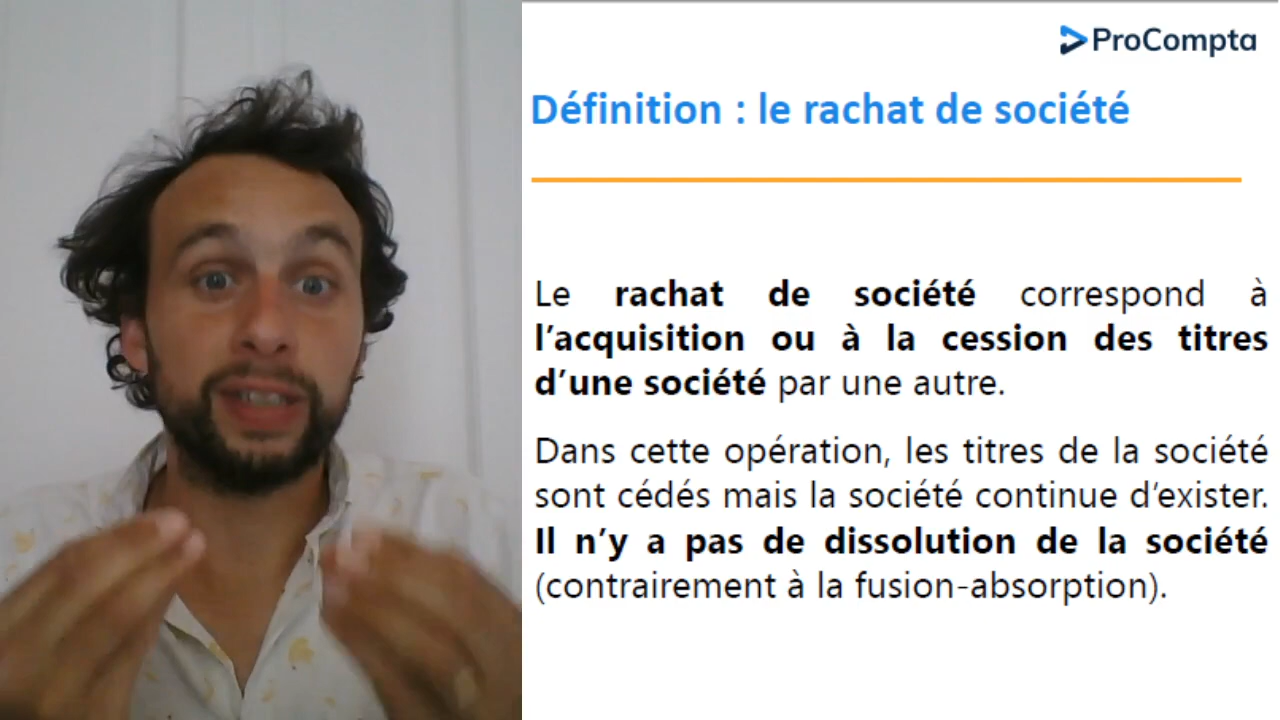 ProCompta
Définition : le rachat de société
Le rachat de société correspond à
l’acquisition ou à la cession des titres
d’une société par une autre.
Dans cette opération, les titres de la société
sont cédés mais la société continue d’exister.
Il n’y a pas de dissolution de la société
(contrairement à la fusion-absorption).